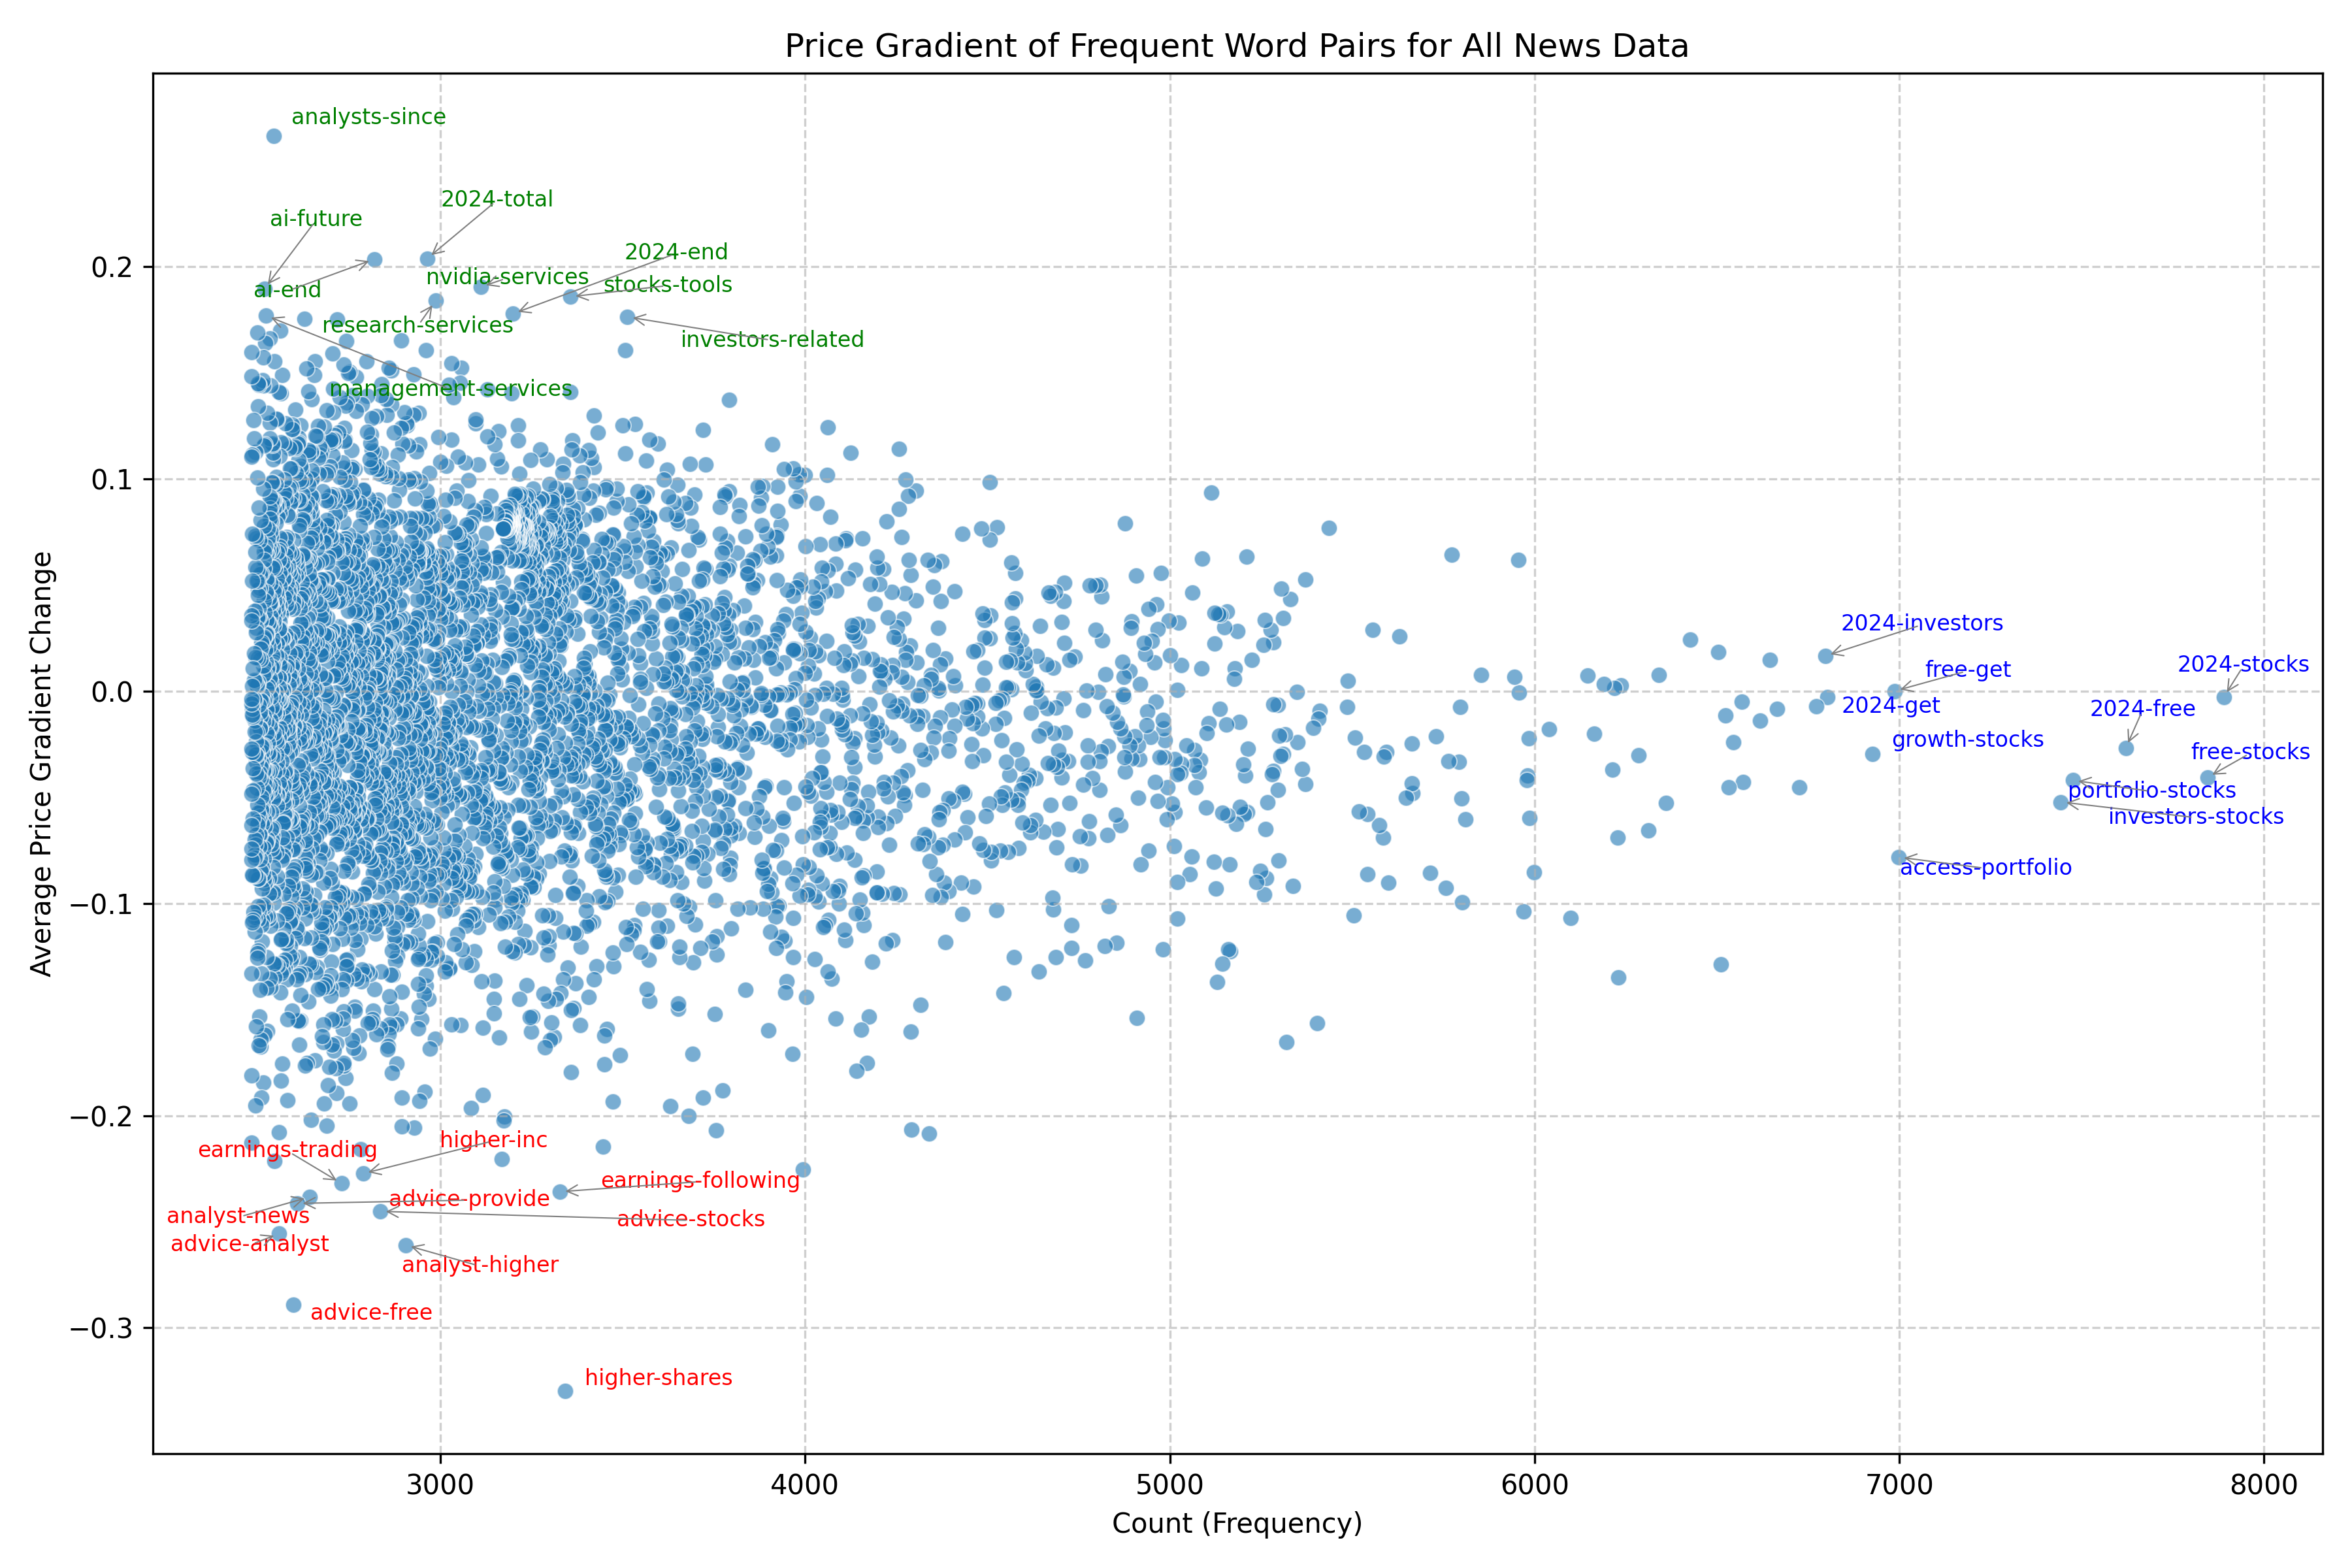 Price Gradient of Frequent Word Pairs for All News Data
analysts-since
2024-total
ai-future
2024-end
nvidia-services
stocks-tools
ai-end
research-services
investors-related
management-services
2024-investors
free-get
2024-stocks
2024-get
2024-free
growth-stocks
free-stocks
portfolio-stocks
investors-stocks
access-portfolio
higher-inc
earnings-trading
earnings-following
advice-provide
analyst-news
advice-stocks
advice-analyst
analyst-higher
advice-free
higher-shares
0.2
0.1
0.0
−0.1
−0.2
−0.3
Average Price Gradient Change
3000
4000
5000
6000
7000
8000
Count (Frequency)